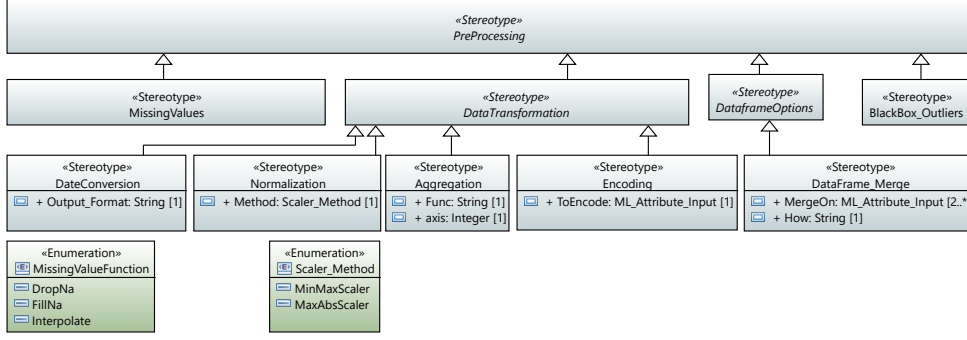 «Stereotype»
PreProcessing
«Stereotype»
MissingValues
«Stereotype»
DataTransformation
«Stereotype»
DataframeOptions
«Stereotype»
BlackBox_Outliers
«Stereotype»
DateConversion
+ Output_Format: String [1]
«Stereotype»
Normalization
+ Method: Scaler_Method [1]
«Stereotype»
Aggregation
+ Func: String [1]
+ axis: Integer [1]
«Stereotype»
Encoding
+ ToEncode: ML_Attribute_Input [1]
«Stereotype»
DataFrame_Merge
+ MergeOn: ML_Attribute_Input [2..*
+ How: String [1]
«Enumeration»
MissingValueFunction
DropNa
FillNa
Interpolate
«Enumeration»
Scaler_Method
MinMaxScaler
MaxAbsScaler